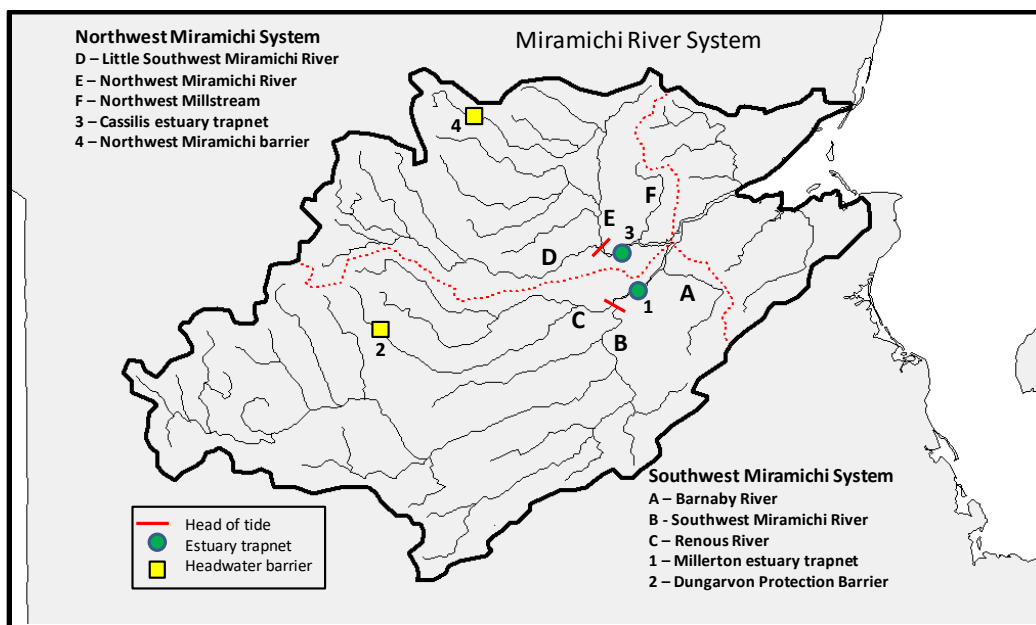 Miramichi River System
Northwest Miramichi System
D – Little Southwest Miramichi River
E – Northwest Miramichi River
F – Northwest Millstream
3 – Cassilis estuary trapnet
4 – Northwest Miramichi barrier
4
F
E
3
D
A
1
C
B
2
Southwest Miramichi System
A – Barnaby River
B - Southwest Miramichi River
C – Renous River
1 – Millerton estuary trapnet
2 – Dungarvon Protection Barrier
Head of tide
Estuary trapnet
Headwater barrier